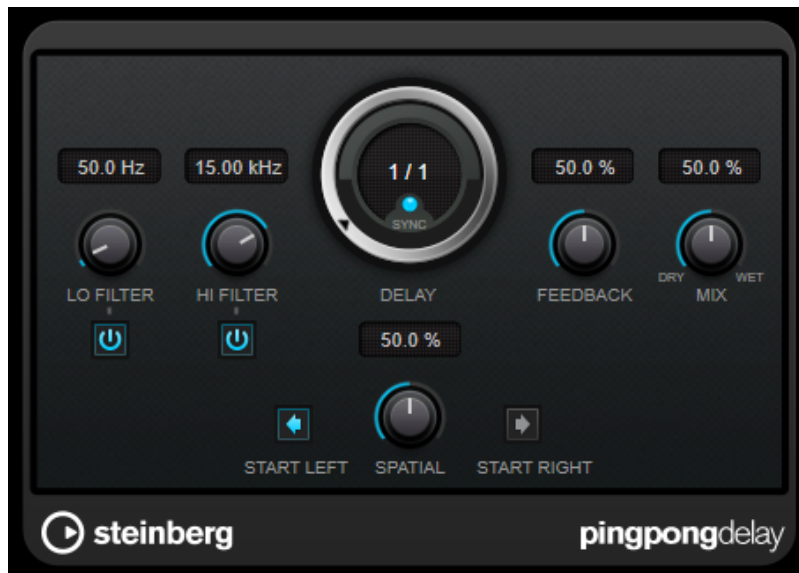 50.0 Hz
15.00 kHz
1 / 1
SYNC
50.0 %
50.0 %
LO FILTER
HI FILTER
DELAY
FEEDBACK
DRY
WET
MIX
50.0 %
START LEFT
SPATIAL
START RIGHT
steinberg
pingpongdelay